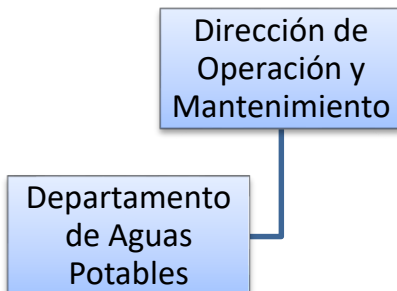 Dirección de
Operación y
Mantenimiento
Departamento
de Aguas
Potables